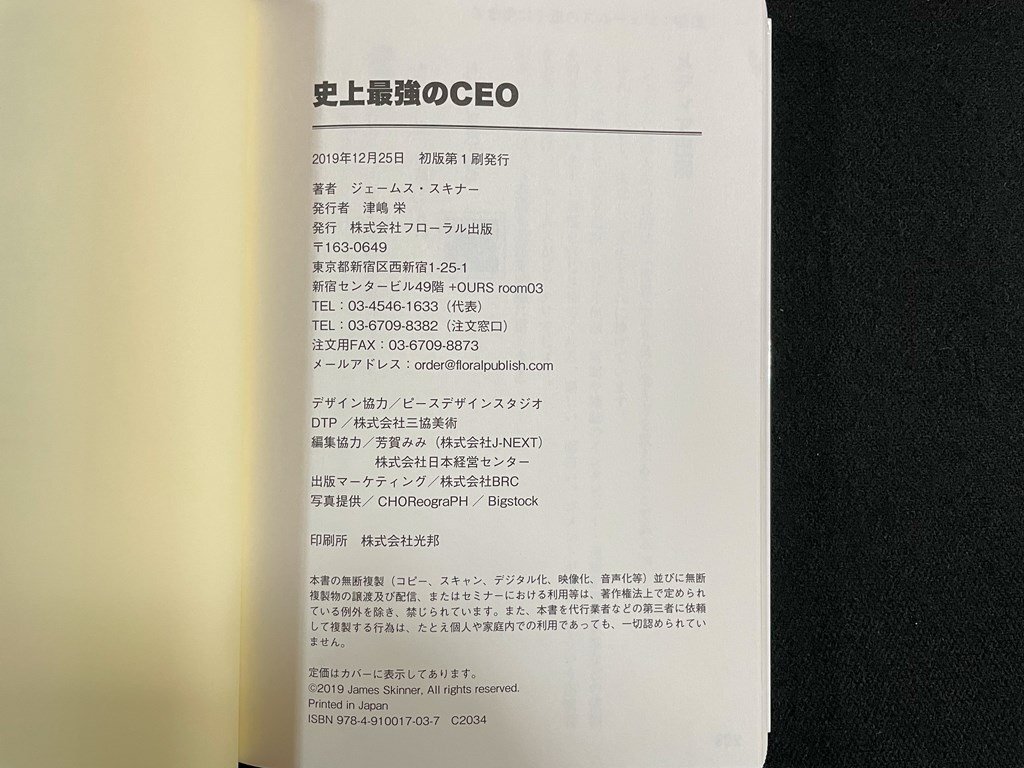 史上最強のCEO
2019年12月25日　初版第1刷発行
著者　ジェームス・スキナー
発行者　津嶋 栄
発行　株式会社フローラル出版
〒163-0649
東京都新宿区西新宿1-25-1
新宿センタービル49階 +OURS room03
TEL：03-4546-1633（代表）
TEL：03-6709-8382（注文窓口）
注文用FAX：03-6709-8873
メールアドレス：order@floralpublish.com
デザイン協力／ピースデザインスタジオ
DTP ／株式会社三協美術
編集協力／芳賀みみ（株式会社J-NEXT）
株式会社日本経営センター
出版マーケティング／株式会社BRC
写真提供／ CHOReograPH ／ Bigstock
印刷所　株式会社光邦
本書の無断複製（コピー、スキャン、デジタル化、映像化、音声化等）並びに無断
複製物の譲渡及び配信、またはセミナーにおける利用等は、著作権法上で定められ
ている例外を除き、禁じられています。また、本書を代行業者などの第三者に依頼
して複製する行為は、たとえ個人や家庭内での利用であっても、一切認められてい
ません。
定価はカバーに表示してあります。
©2019 James Skinner, All rights reserved.
Printed in Japan
ISBN 978-4-910017-03-7　C2034